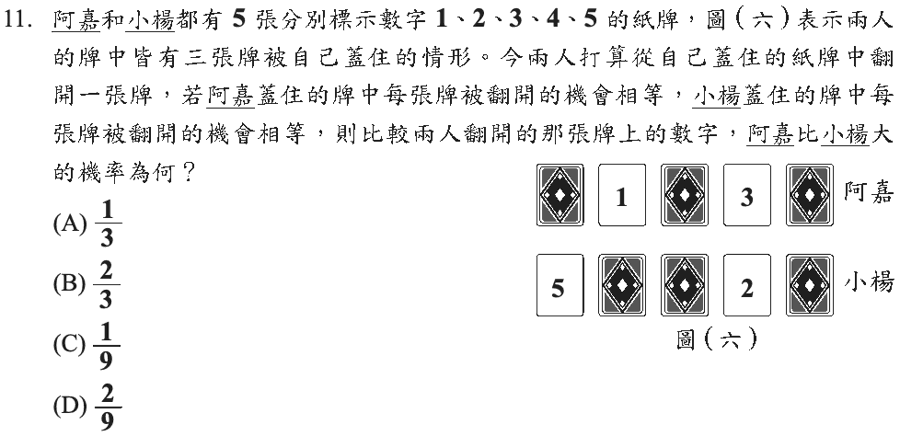 11. 阿嘉和小楊都有 5 張分別標示數字 1、2、3、4、5 的紙牌，圖(六)表示兩人
的牌中皆有三張牌被自己蓋住的情形。今兩人打算從自己蓋住的紙牌中翻
開一張牌，若阿嘉蓋住的牌中每張牌被翻開的機會相等，小楊蓋住的牌中每
張牌被翻開的機會相等，則比較兩人翻開的那張牌上的數字，阿嘉比小楊大
的機率為何？
1 3 阿嘉
5 2 小楊
圖(六)
(A) 1/3
(B) 2/3
(C) 1/9
(D) 2/9